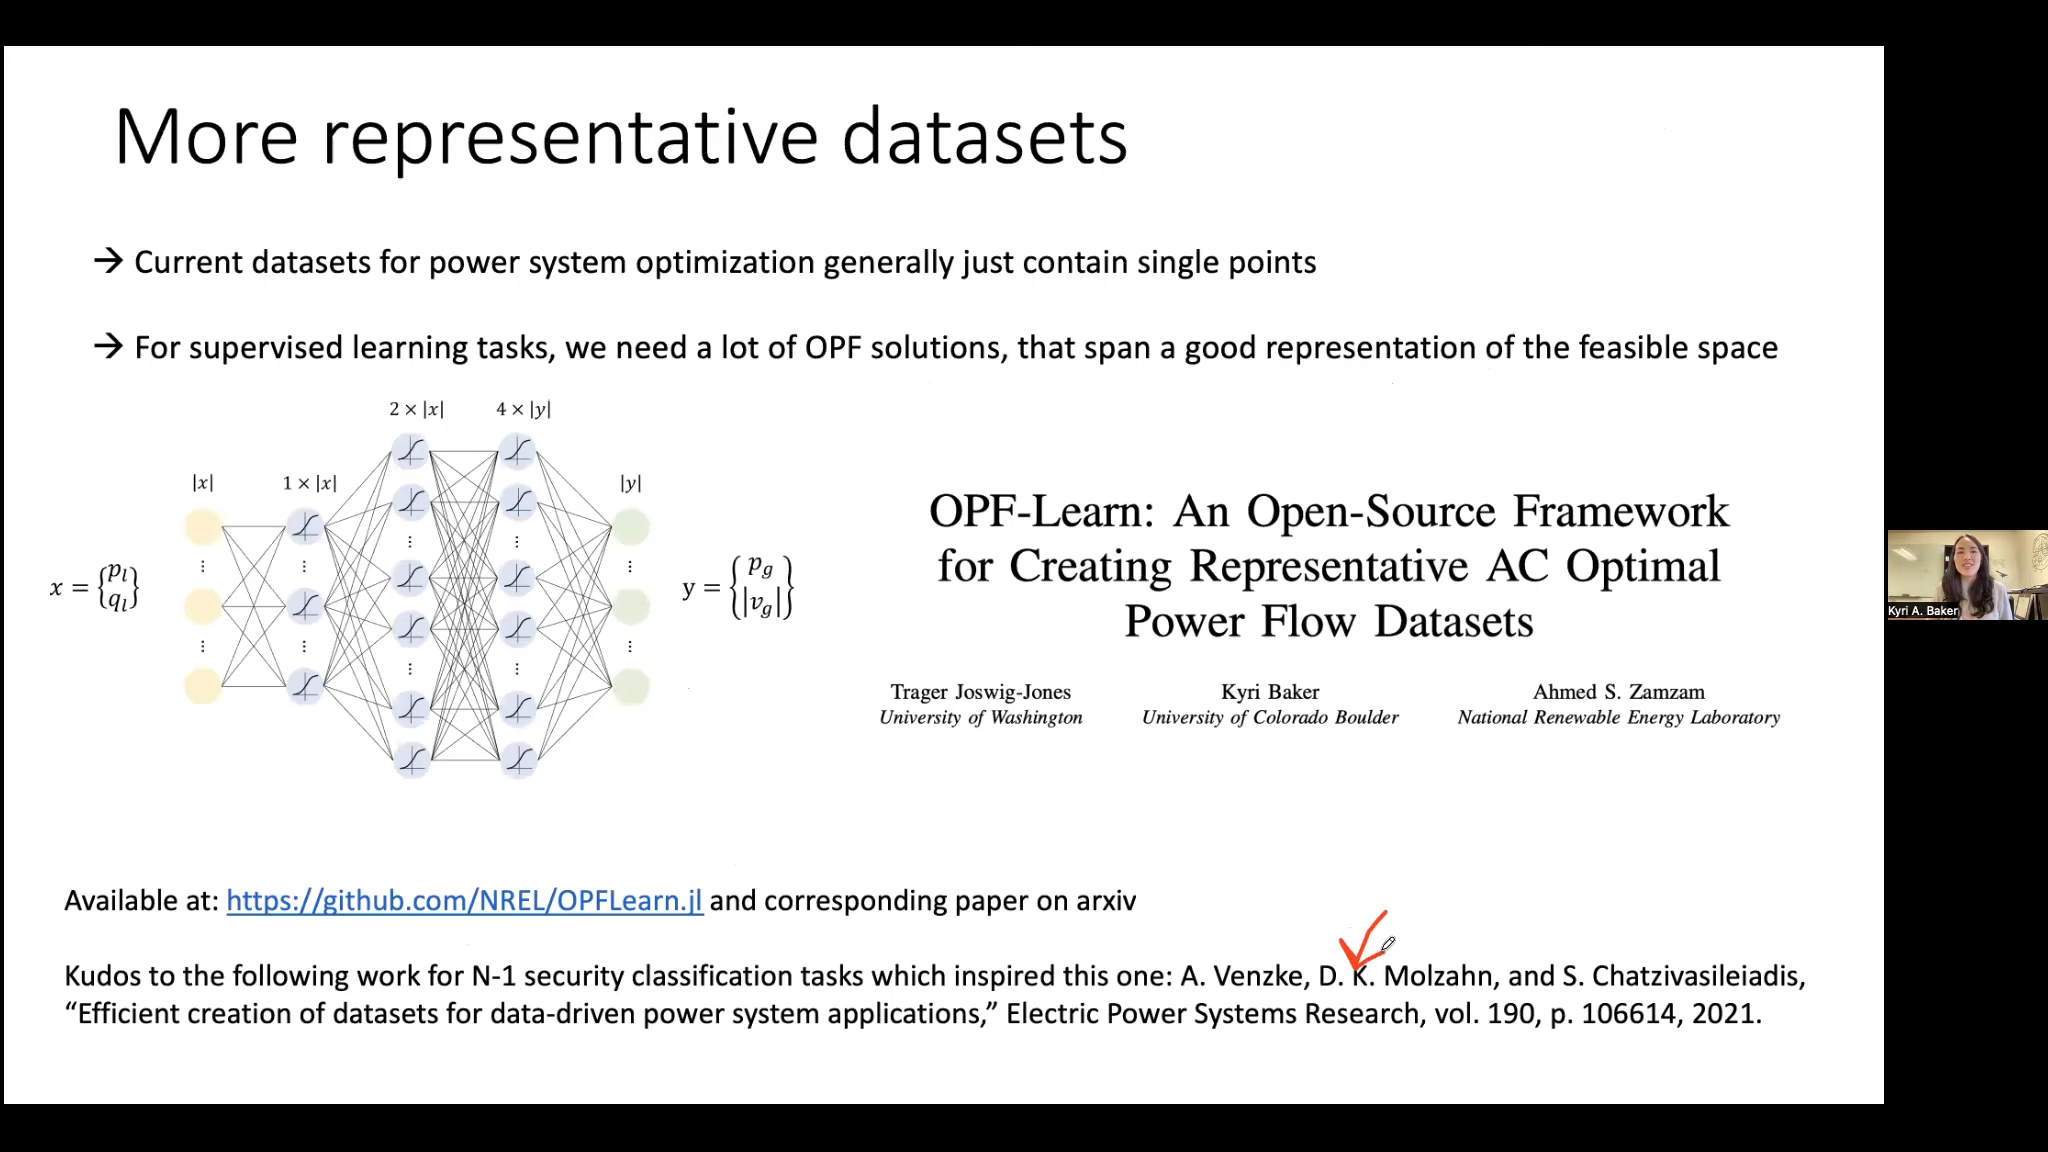 More representative datasets
→ Current datasets for power system optimization generally just contain single points
→ For supervised learning tasks, we need a lot of OPF solutions, that span a good representation of the feasible space
2 × |x| 4 × |y|
|x| 1 × |x| |y|
x = {p_l q_l}
y = {p_g |v_g|}
OPF-Learn: An Open-Source Framework
for Creating Representative AC Optimal
Power Flow Datasets
Trager Joswig-Jones Kyri Baker Ahmed S. Zamzam
University of Washington University of Colorado Boulder National Renewable Energy Laboratory
Kyri A. Baker
Available at: https://github.com/NREL/OPFLearn.jl and corresponding paper on arxiv
Kudos to the following work for N-1 security classification tasks which inspired this one: A. Venzke, D. K. Molzahn, and S. Chatzivasileiadis,
“Efficient creation of datasets for data-driven power system applications,” Electric Power Systems Research, vol. 190, p. 106614, 2021.